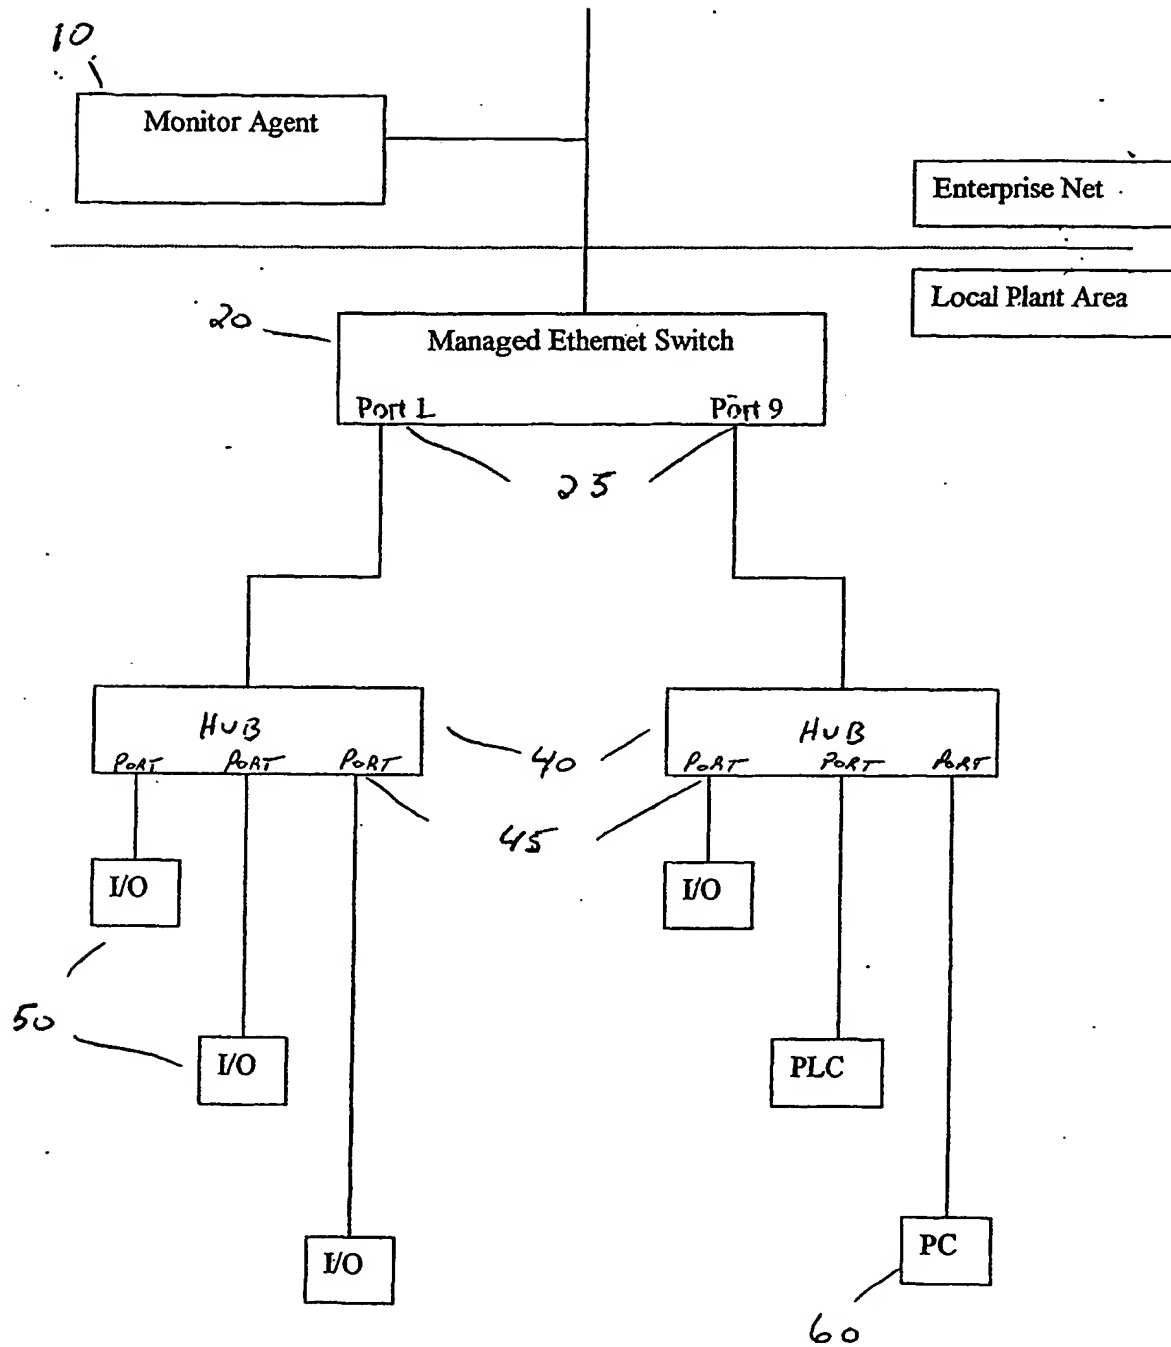 10
Monitor Agent
Enterprise Net
Local Plant Area
20
Managed Ethernet Switch
Port 1 Port 9
25
HUB HUB
PORT PORT PORT PORT PORT PORT
40
45
I/O I/O
50
I/O PLC
I/O PC
60